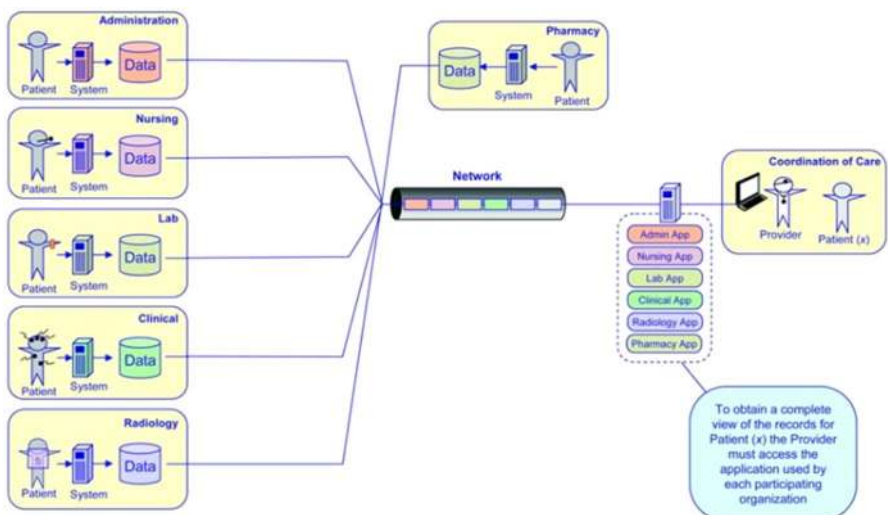 Administration
Data
Patient
System
Nursing
Data
Patient
System
Lab
Data
Patient
System
Clinical
Data
Patient
System
Radiology
Data
Patient
System
Pharmacy
Data
System
Patient
Network
Coordination of Care
Provider
Patient (x)
Admin App
Nursing App
Lab App
Clinical App
Radiology App
Pharmacy App
To obtain a complete
view of the records for
Patient (x) the Provider
must access the
application used by
each participating
organization